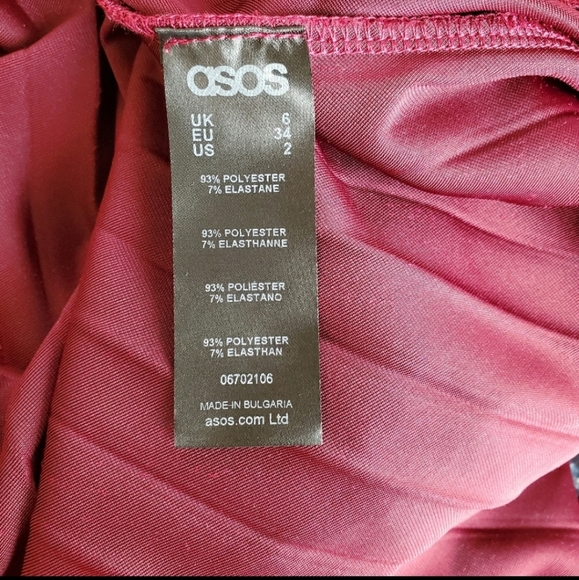 asos
UK 6
EU 34
US 2
93% POLYESTER
7% ELASTANE
93% POLYESTER
7% ELASTHANNE
93% POLIÉSTER
7% ELASTANO
93% POLYESTER
7% ELASTHAN
06702106
MADE-IN BULGARIA
asos.com Ltd